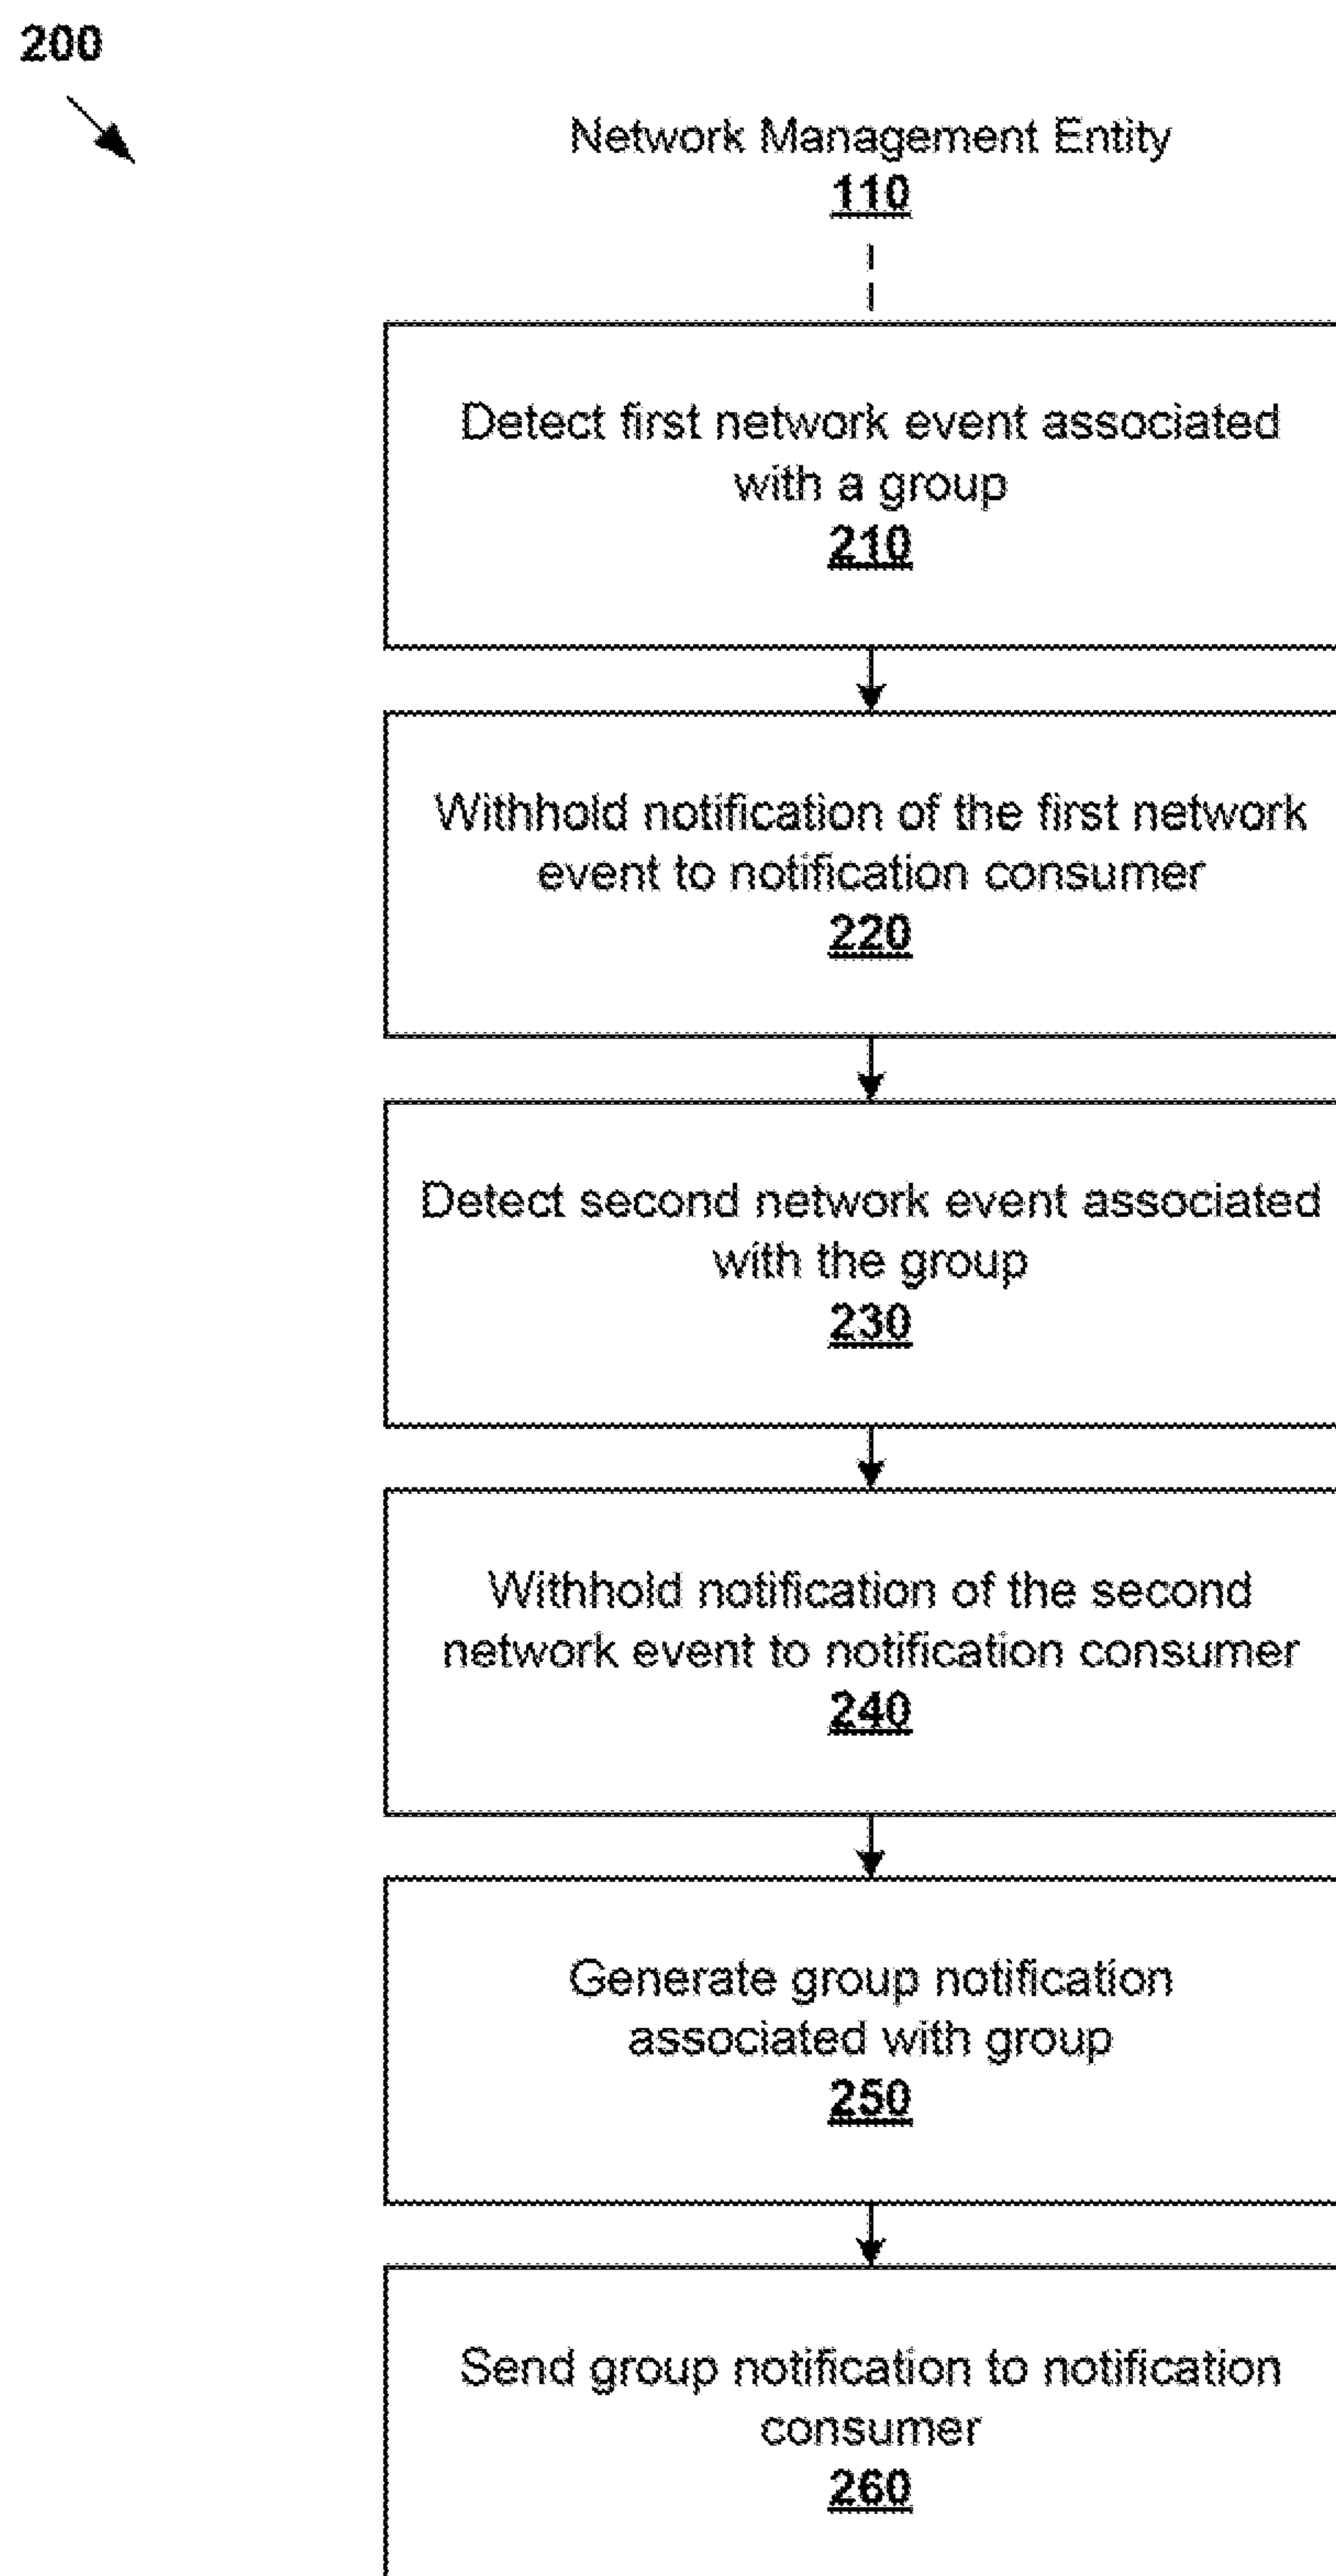 200
Network Management Entity
110
Detect first network event associated
with a group
210
Withhold notification of the first network
event to notification consumer
220
Detect second network event associated
with the group
230
Withhold notification of the second
network event to notification consumer
240
Generate group notification
associated with group
250
Send group notification to notification
consumer
260